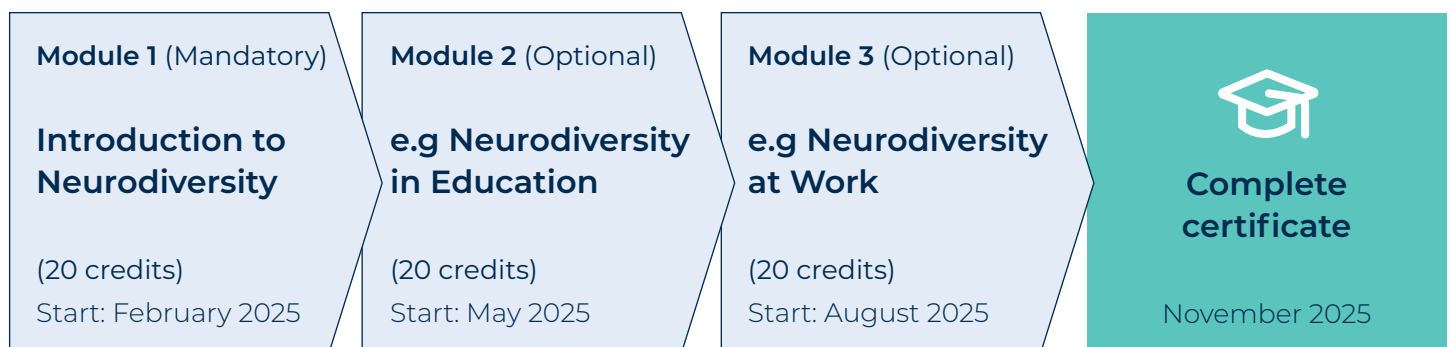 Module 1 (Mandatory)
Introduction to
Neurodiversity
(20 credits)
Start: February 2025
Module 2 (Optional)
e.g Neurodiversity
in Education
(20 credits)
Start: May 2025
Module 3 (Optional)
e.g Neurodiversity
at Work
(20 credits)
Start: August 2025
Complete
certificate
November 2025